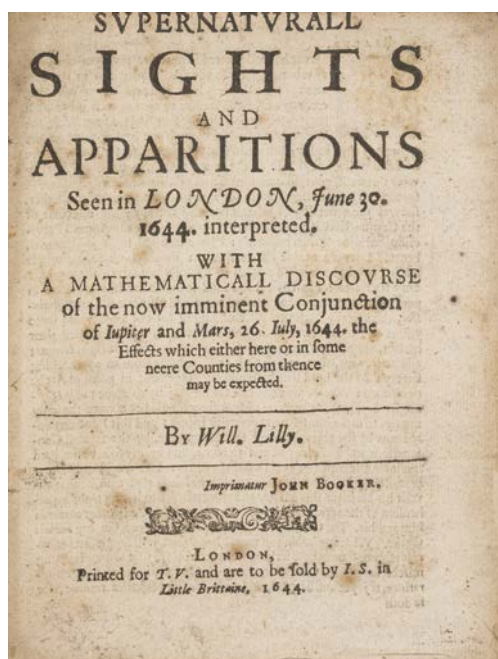 SVPERNATVRALL
SIGHTS
AND
APPARITIONS
Seen in LONDON, June 30.
1644. interpreted.
WITH
A MATHEMATICALL DISCOVRSE
of the now imminent Conjunction
of Iupiter and Mars, 26. Iuly, 1644. the
Effects which either here or in ſome
neere Counties from thence
may be expected.
By Will. Lilly.
Imprimatur JOHN BOOKER.
LONDON,
Printed for T. V. and are to be ſold by I. S. in
Little Brittaine, 1644.